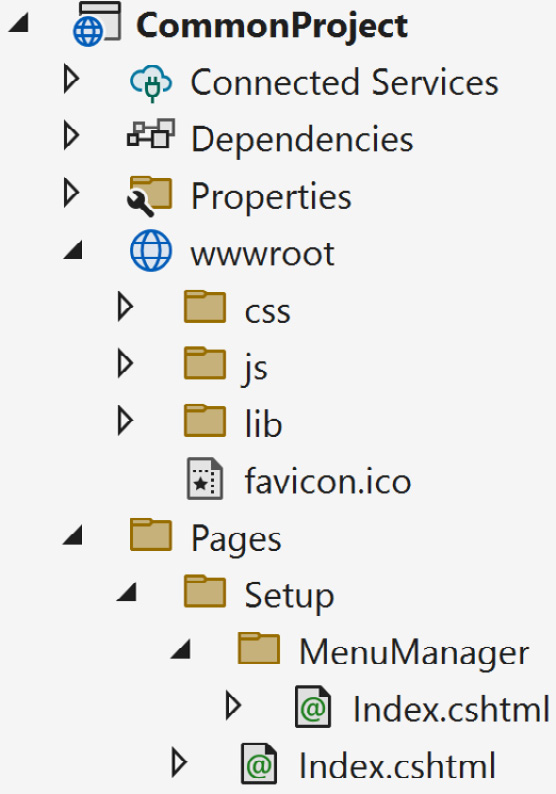 CommonProject
Connected Services
Dependencies
Properties
wwwroot
css
js
lib
favicon.ico
Pages
Setup
MenuManager
Index.cshtml
Index.cshtml